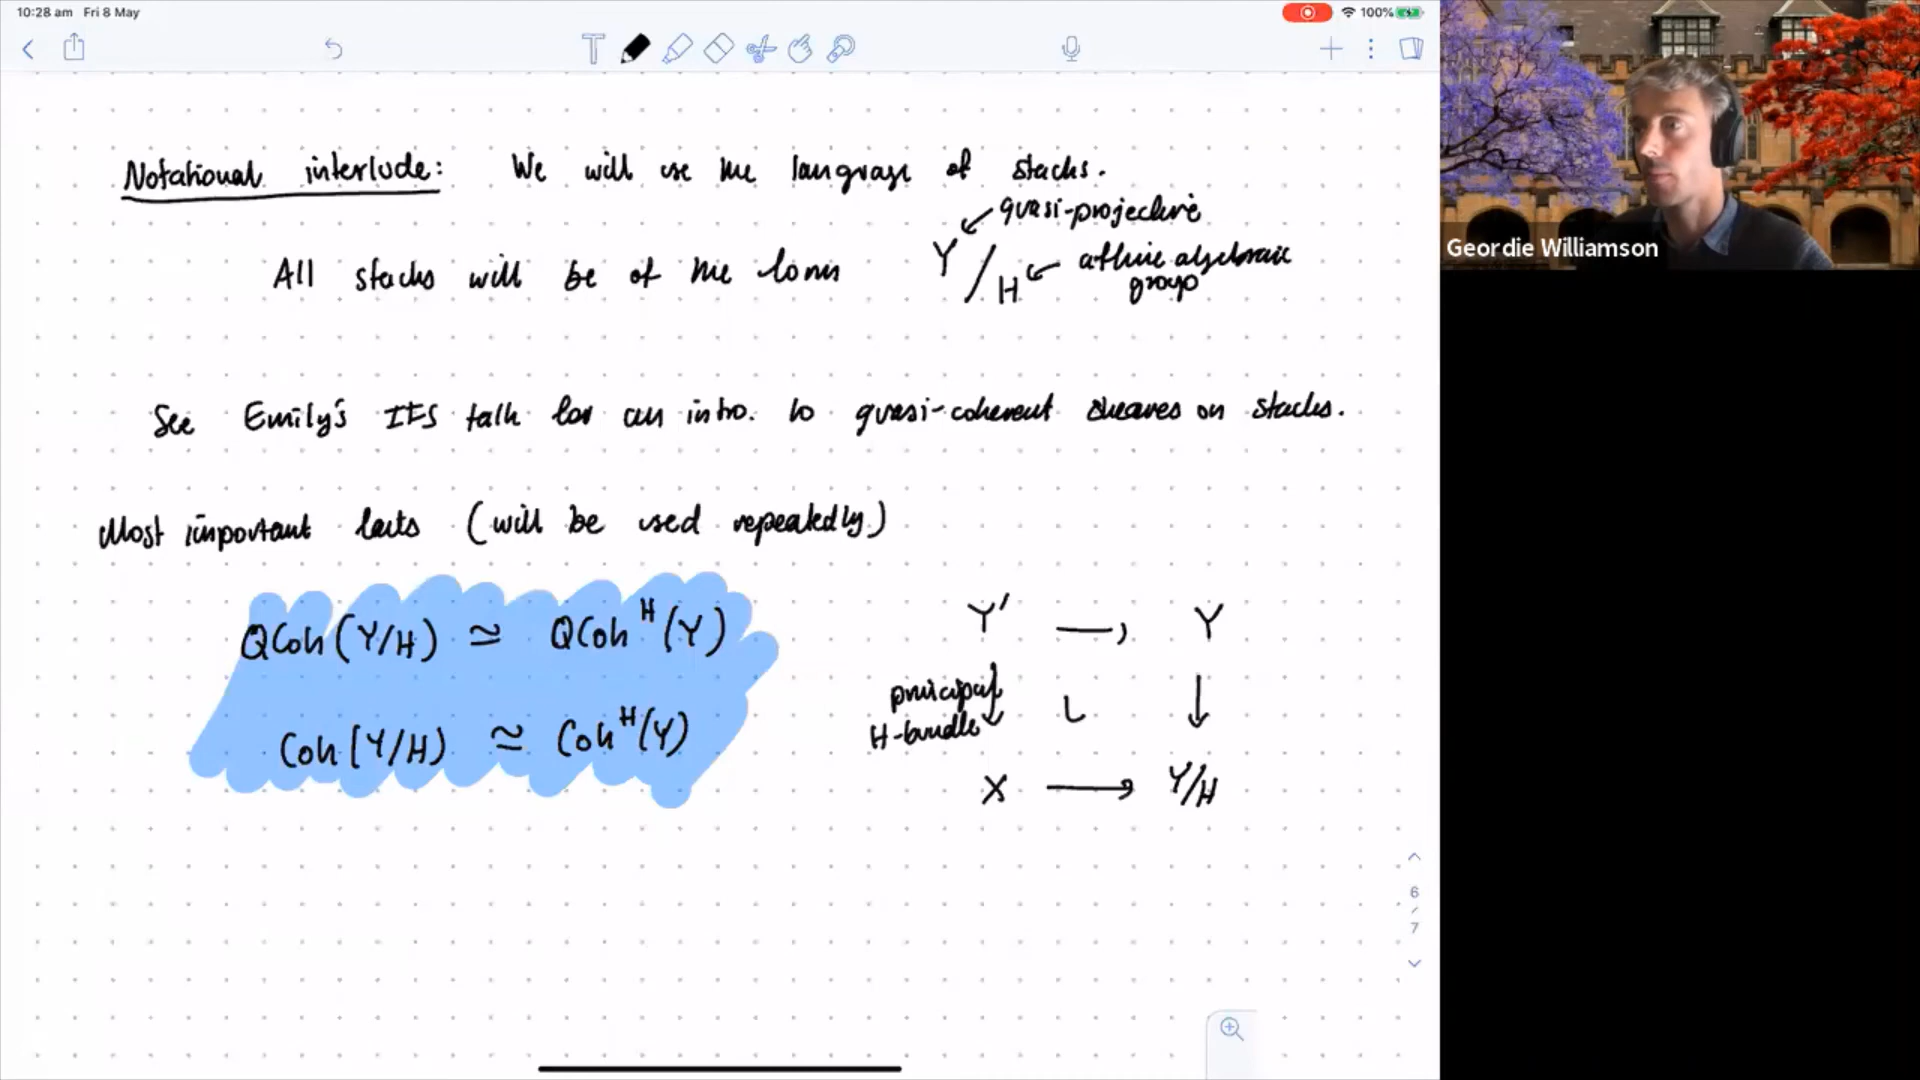 10:28 am Fri 8 May
100%
Notational interlude: We will use the language of stacks.
quasi-projective
All stacks will be of the form Y/H affine algebraic
group
See Emily's IFS talk for an intro. to quasi-coherent sheaves on stacks.
Most important facts (will be used repeatedly)
QCoh(Y/H) ≃ QCoh^H(Y)
Coh(Y/H) ≃ Coh^H(Y)
Y' → Y
principal
H-bundle
X → Y/H
6
/
7
Geordie Williamson